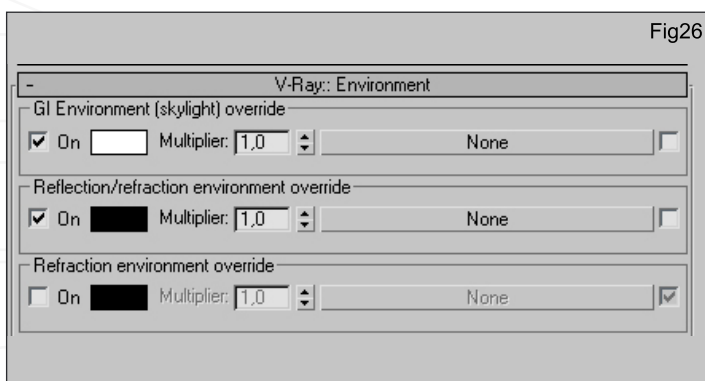 Fig26
- V-Ray:: Environment
GI Environment (skylight) override
On Multiplier: 1,0 None
Reflection/refraction environment override
On Multiplier: 1,0 None
Refraction environment override
On Multiplier: 1,0 None